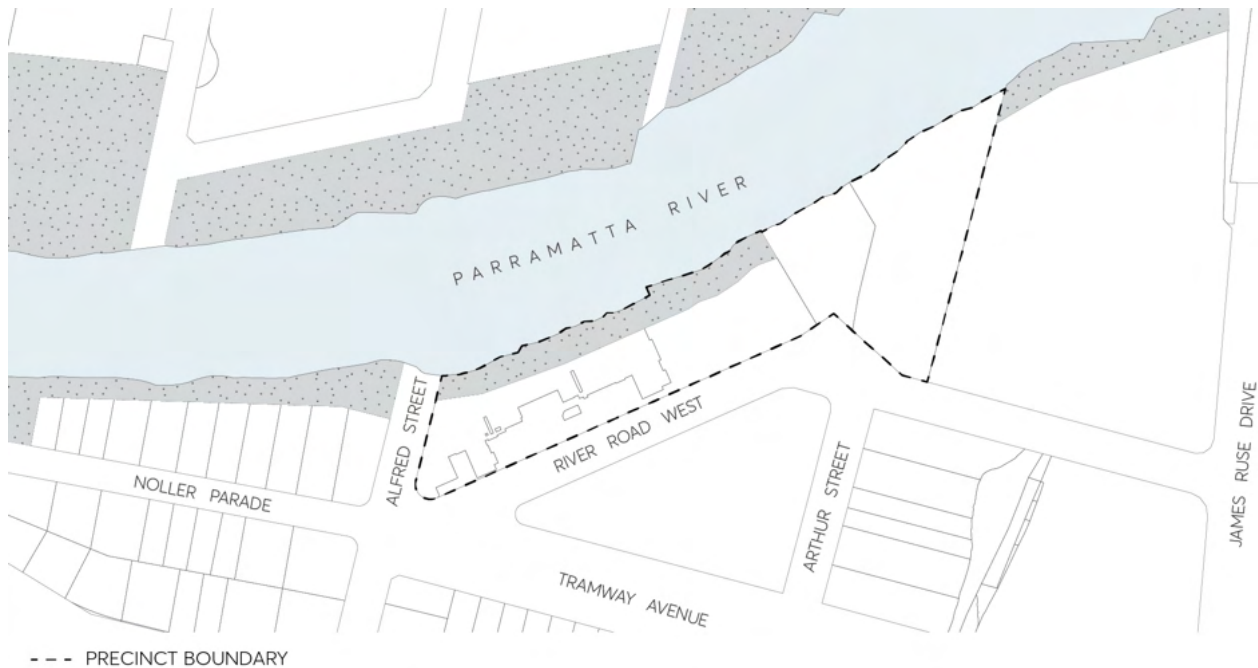 PARRAMATTA RIVER
ALFRED STREET
RIVER ROAD WEST
NOLLER PARADE
ARTHUR STREET
JAMES RUSE DRIVE
TRAMWAY AVENUE
PRECINCT BOUNDARY